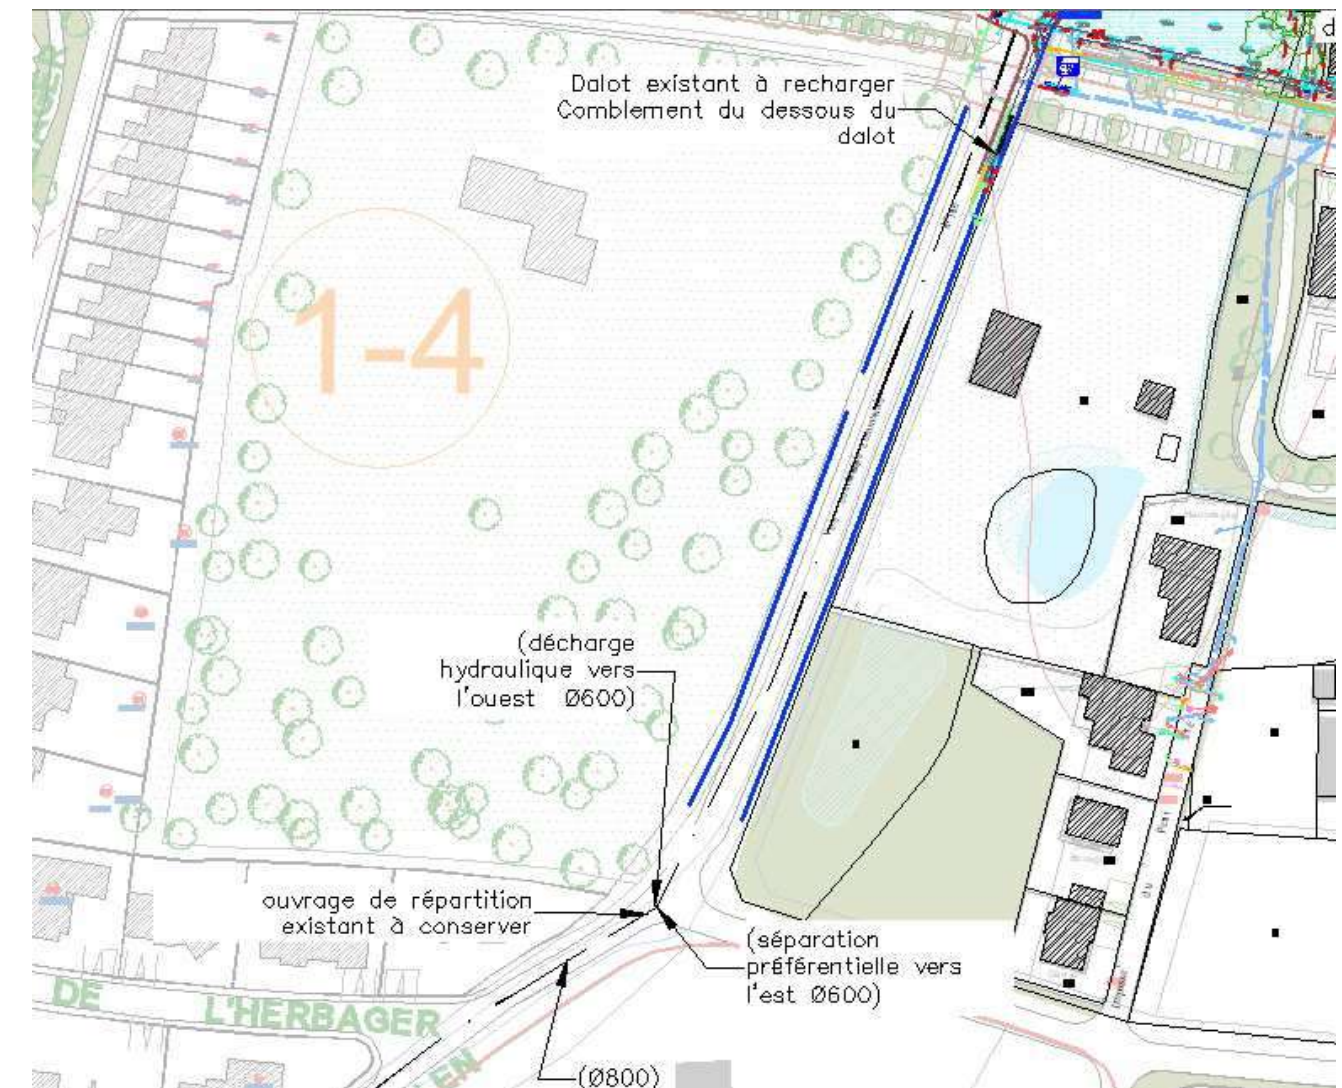 Dalot existant à recharger
Comblement du dessous du
dalot
1-4
(décharge
hydraulique vers
l'ouest Ø600)
ouvrage de répartition
existant à conserver
(séparation
préférentielle vers
l'est Ø600)
DE L'HERBAGER
(Ø800)